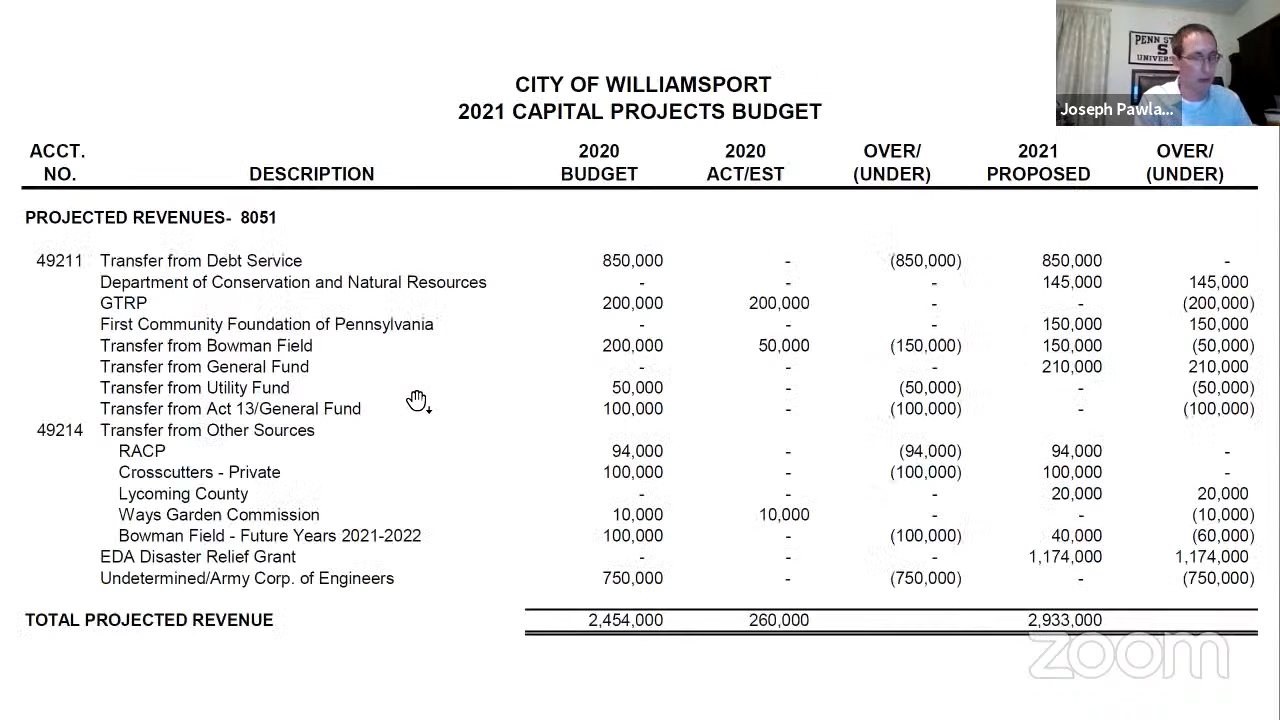 PENN ST
S
UNIVERS
Joseph Pawla...
CITY OF WILLIAMSPORT
2021 CAPITAL PROJECTS BUDGET
ACCT. 2020 2020 OVER/ 2021 OVER/
NO. DESCRIPTION BUDGET ACT/EST (UNDER) PROPOSED (UNDER)
PROJECTED REVENUES- 8051
49211 Transfer from Debt Service 850,000 - (850,000) 850,000 -
Department of Conservation and Natural Resources - - - 145,000 145,000
GTRP 200,000 200,000 - - (200,000)
First Community Foundation of Pennsylvania - - - 150,000 150,000
Transfer from Bowman Field 200,000 50,000 (150,000) 150,000 (50,000)
Transfer from General Fund - - - 210,000 210,000
Transfer from Utility Fund 50,000 - (50,000) - (50,000)
Transfer from Act 13/General Fund 100,000 - (100,000) - (100,000)
49214 Transfer from Other Sources
RACP 94,000 - (94,000) 94,000 -
Crosscutters - Private 100,000 - (100,000) 100,000 -
Lycoming County - - - 20,000 20,000
Ways Garden Commission 10,000 10,000 - - (10,000)
Bowman Field - Future Years 2021-2022 100,000 - (100,000) 40,000 (60,000)
EDA Disaster Relief Grant - - - 1,174,000 1,174,000
Undetermined/Army Corp. of Engineers 750,000 - (750,000) - (750,000)
TOTAL PROJECTED REVENUE 2,454,000 260,000 2,933,000
zoom